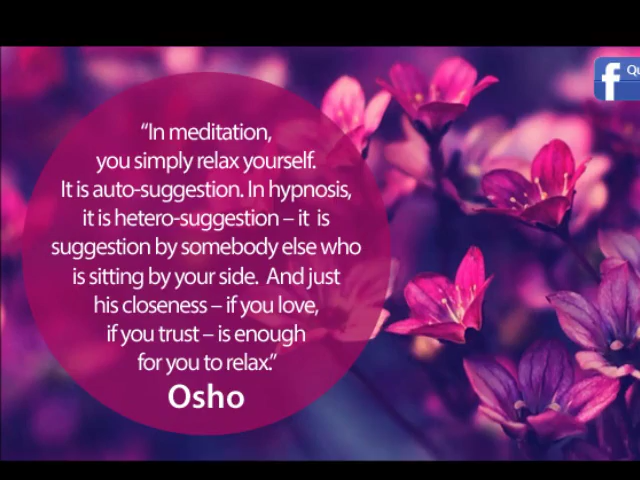 “In meditation,
you simply relax yourself.
It is auto-suggestion. In hypnosis,
it is hetero-suggestion – it is
suggestion by somebody else who
is sitting by your side. And just
his closeness – if you love,
if you trust – is enough
for you to relax.”
Osho
f